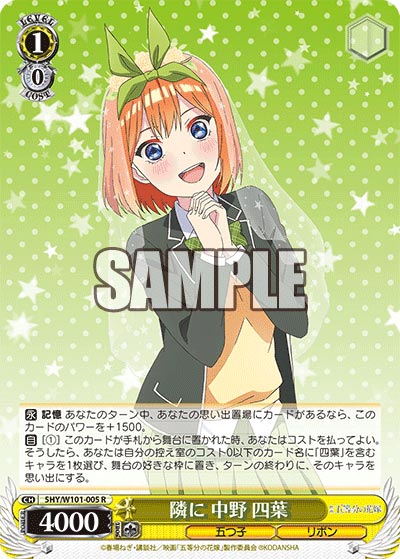 LEVEL
1
0
COST
SAMPLE
永 記憶 あなたのターン中、あなたの思い出置場にカードがあるなら、この
カードのパワーを+1500。
自 [①] このカードが手札から舞台に置かれた時、あなたはコストを払ってよい。
そうしたら、あなたは自分の控え室のコスト0以下のカード名に「四葉」を含む
キャラを1枚選び、舞台の好きな枠に置き、ターンの終わりに、そのキャラを
思い出にする。
CH 5HY/W101-005 R
POWER
4000
隣に 中野 四葉
五等分の花嫁
五つ子
リボン
©春場ねぎ・講談社／映画「五等分の花嫁」製作委員会 ®KODANSHA